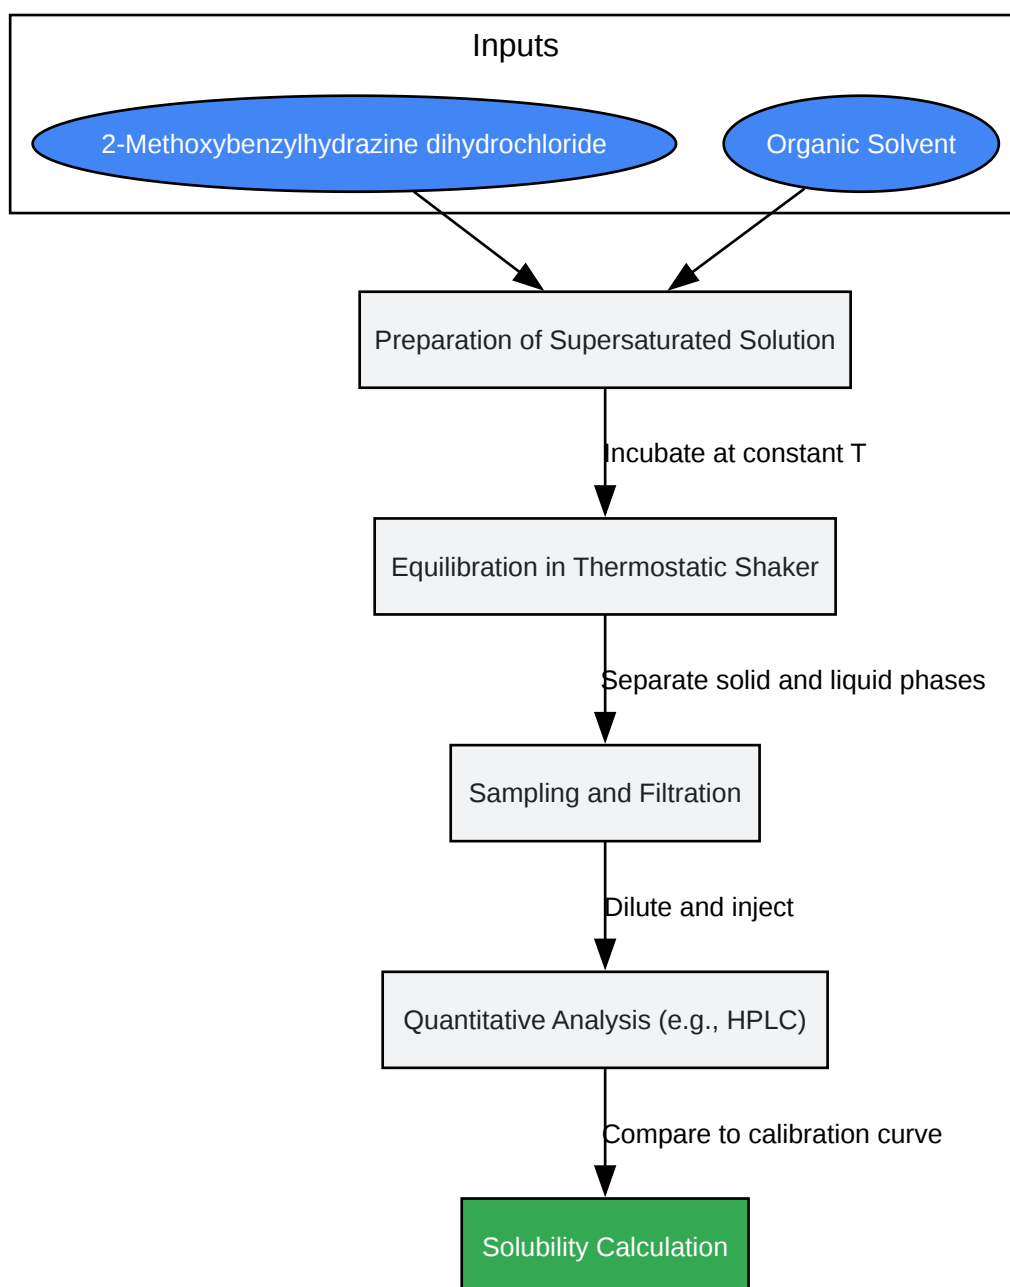 Inputs
2-Methoxybenzylhydrazine dihydrochloride
Organic Solvent
Preparation of Supersaturated Solution
Incubate at constant T
Equilibration in Thermostatic Shaker
Separate solid and liquid phases
Sampling and Filtration
Dilute and inject
Quantitative Analysis (e.g., HPLC)
Compare to calibration curve
Solubility Calculation